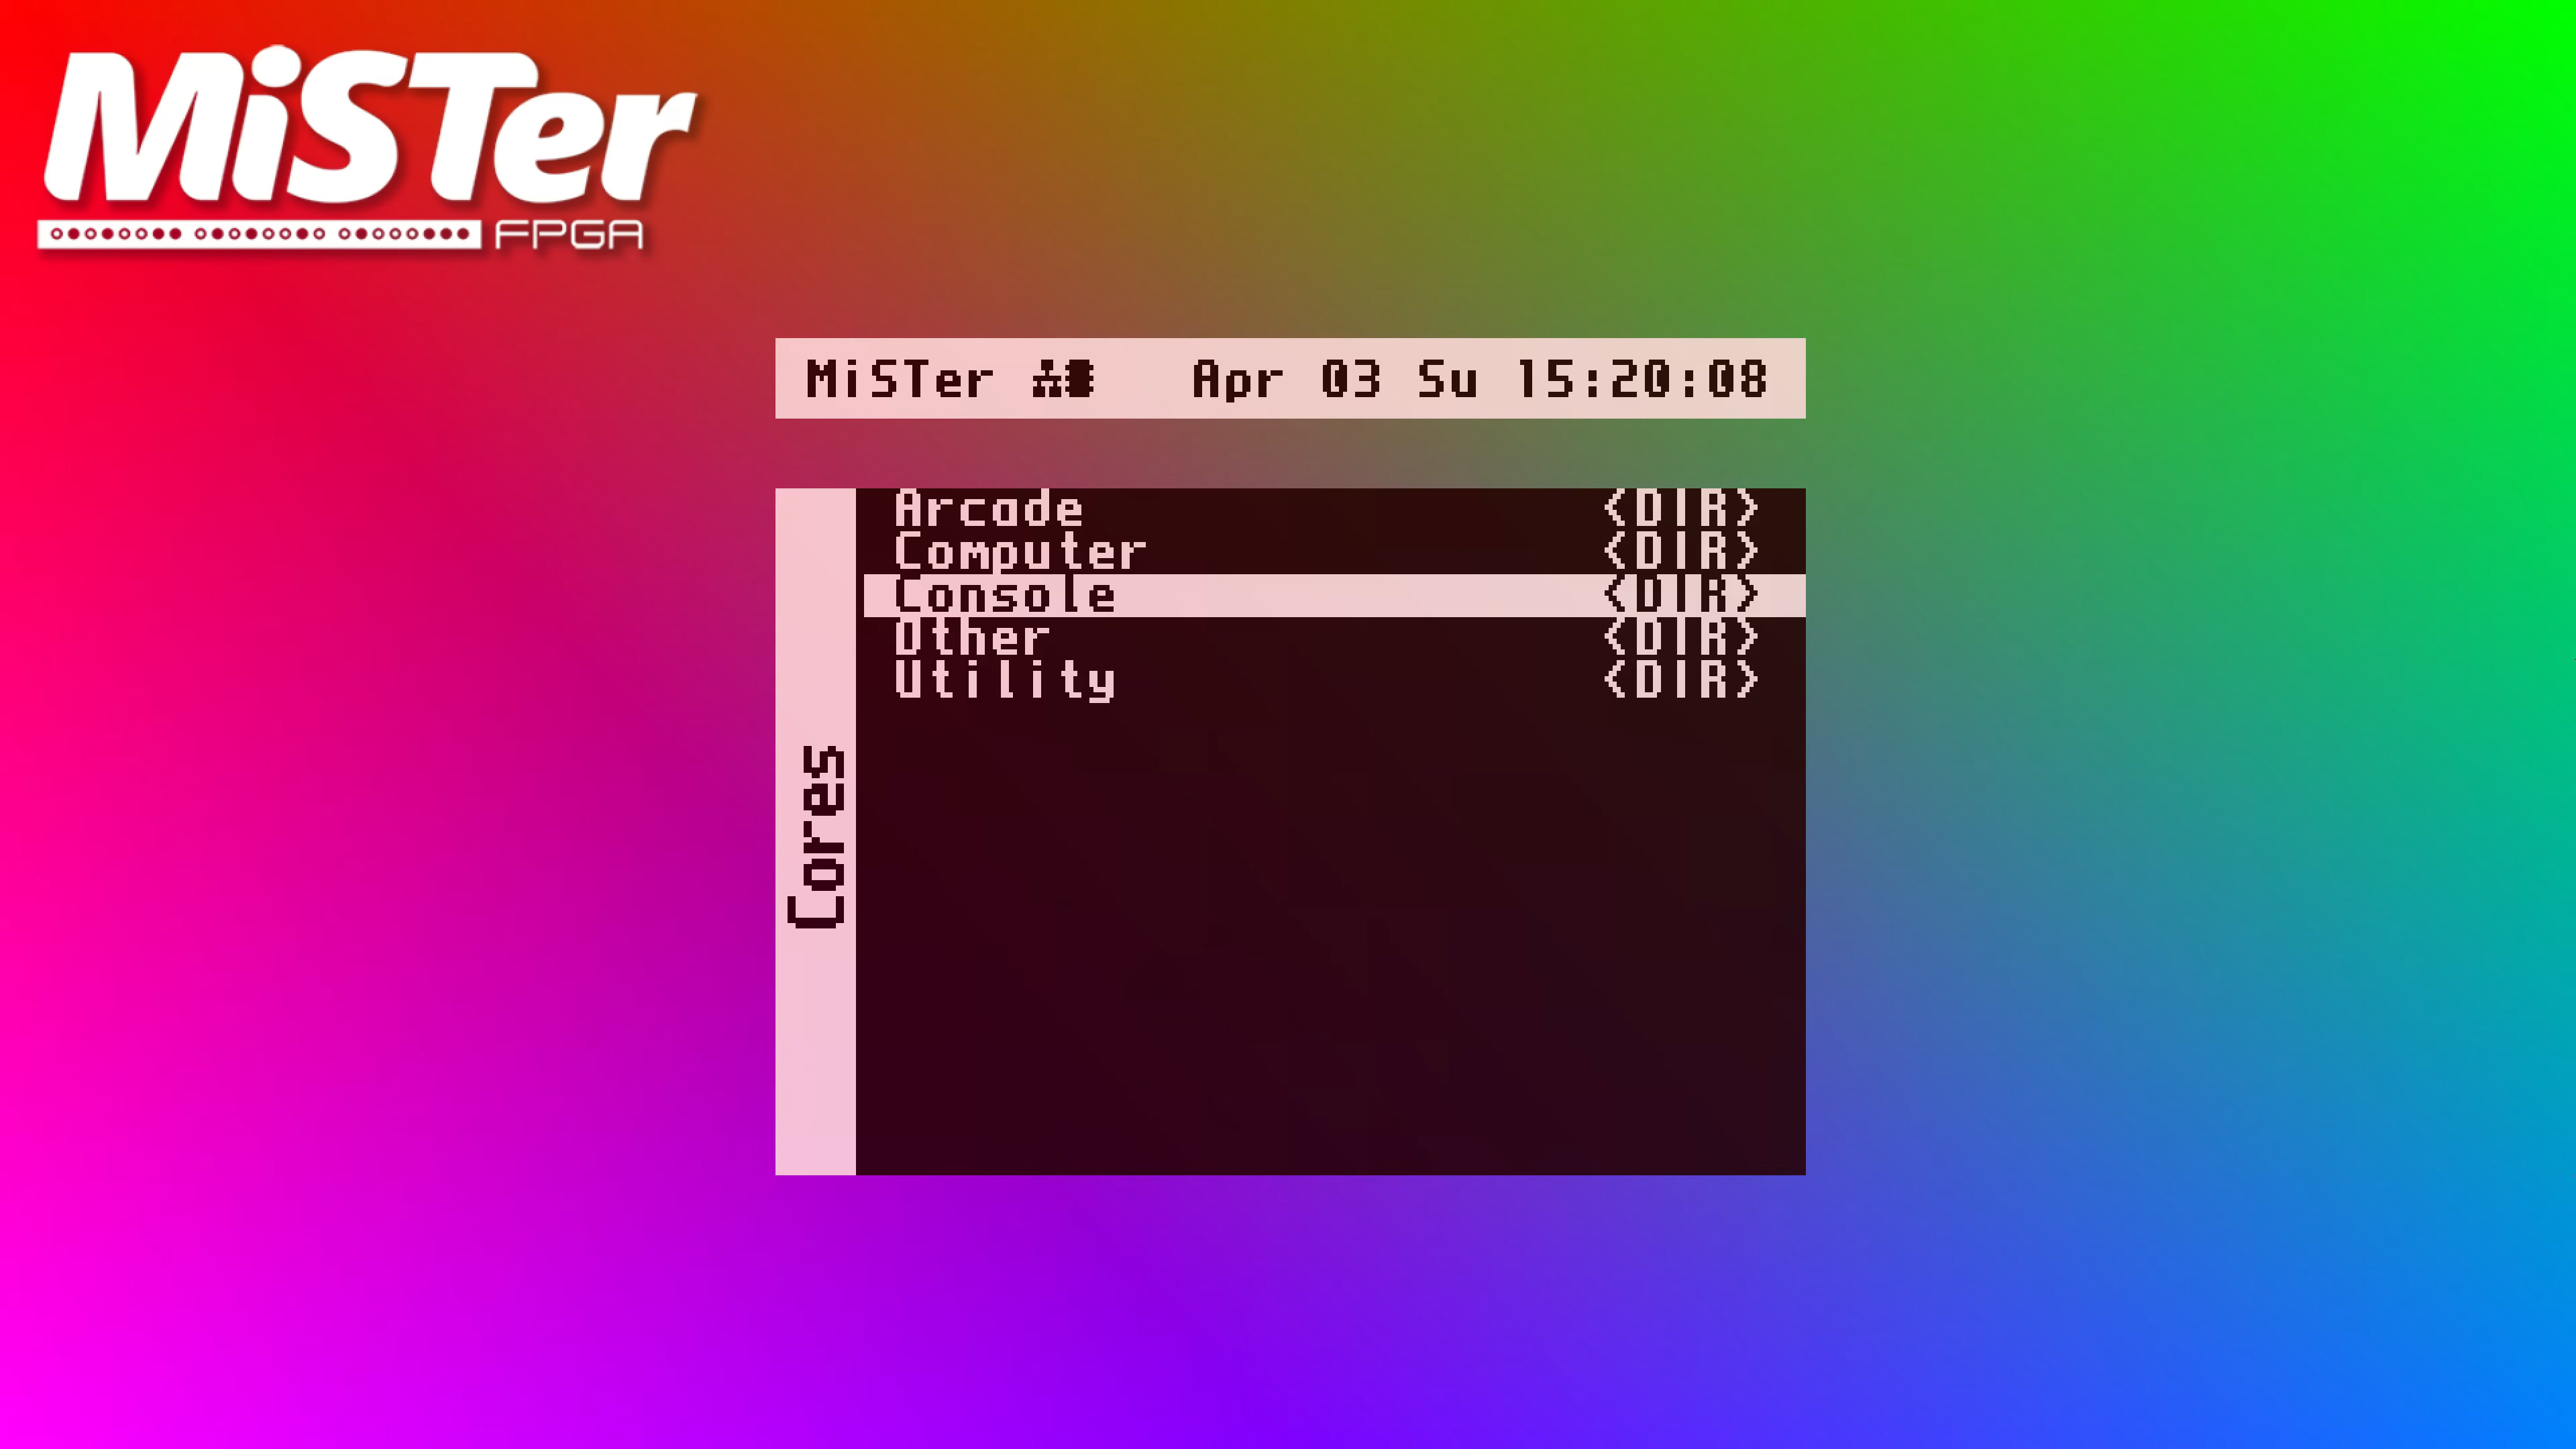 MiSTer
FPGA
MiSTer Apr 03 Su 15:20:08
Cores
Arcade <DIR>
Computer <DIR>
Console <DIR>
Other <DIR>
Utility <DIR>